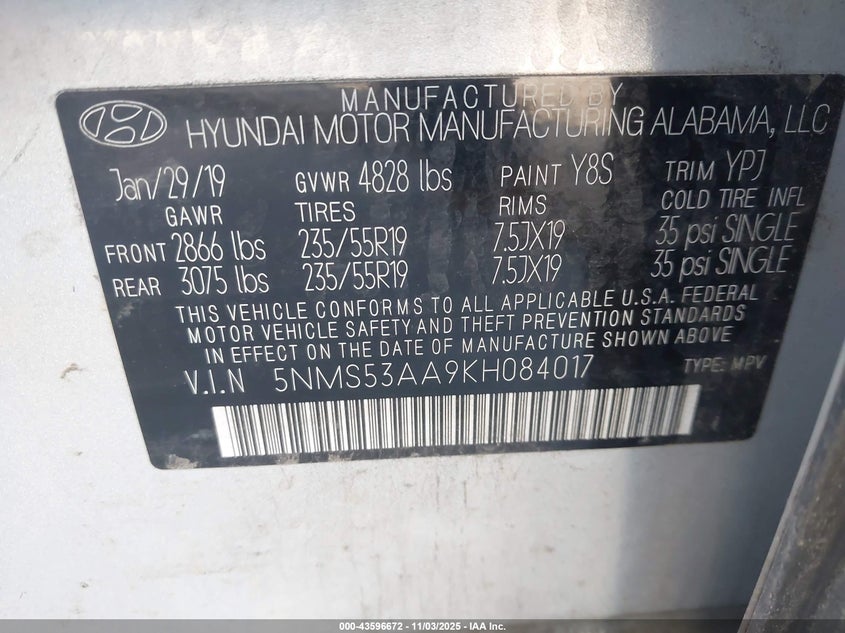 MANUFACTURED BY
HYUNDAI MOTOR MANUFACTURING ALABAMA, LLC
Jan/29/19 GVWR 4828 lbs PAINT Y8S TRIM YPJ
GAWR TIRES RIMS COLD TIRE INFL
FRONT 2866 lbs 235/55R19 7.5JX19 35 psi SINGLE
REAR 3075 lbs 235/55R19 7.5JX19 35 psi SINGLE
THIS VEHICLE CONFORMS TO ALL APPLICABLE U.S.A. FEDERAL
MOTOR VEHICLE SAFETY AND THEFT PREVENTION STANDARDS
IN EFFECT ON THE DATE OF MANUFACTURE SHOWN ABOVE
V.I.N 5NMS53AA9KH084017 TYPE: MPV
000-43596672 - 11/03/2025 - IAA Inc.